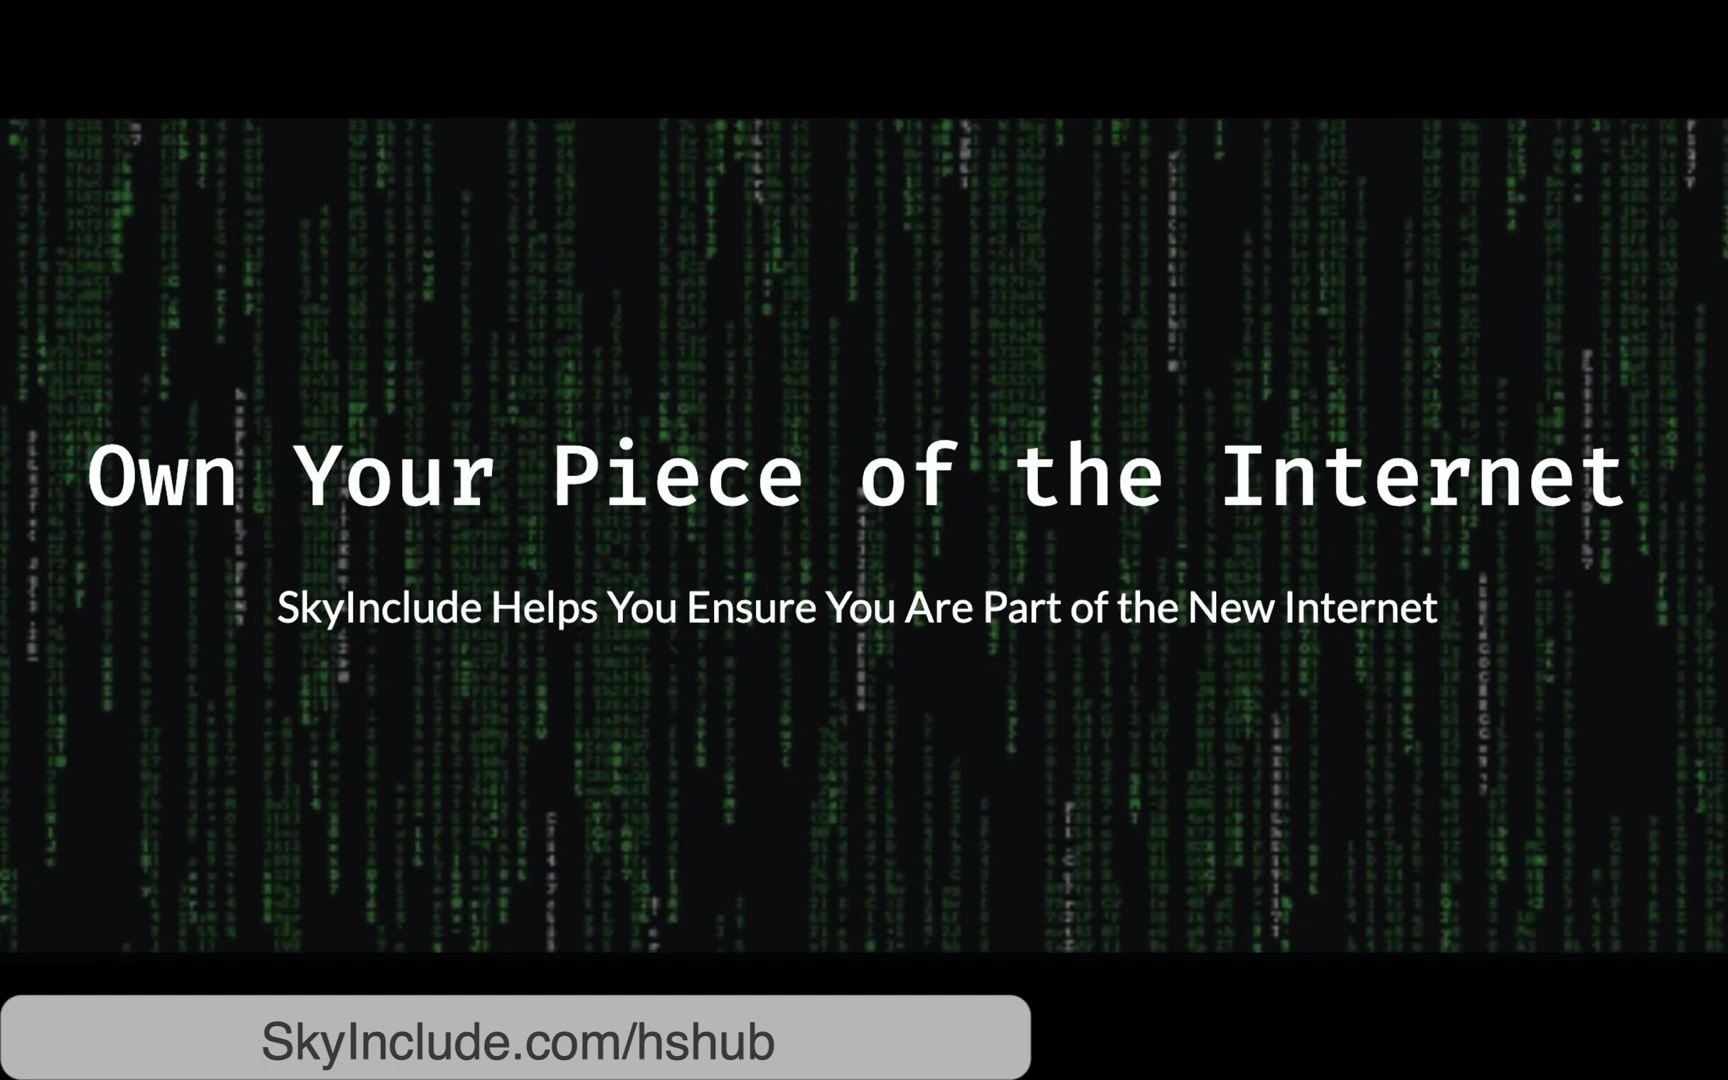 Own Your Piece of the Internet
SkyInclude Helps You Ensure You Are Part of the New Internet
SkyInclude.com/hshub